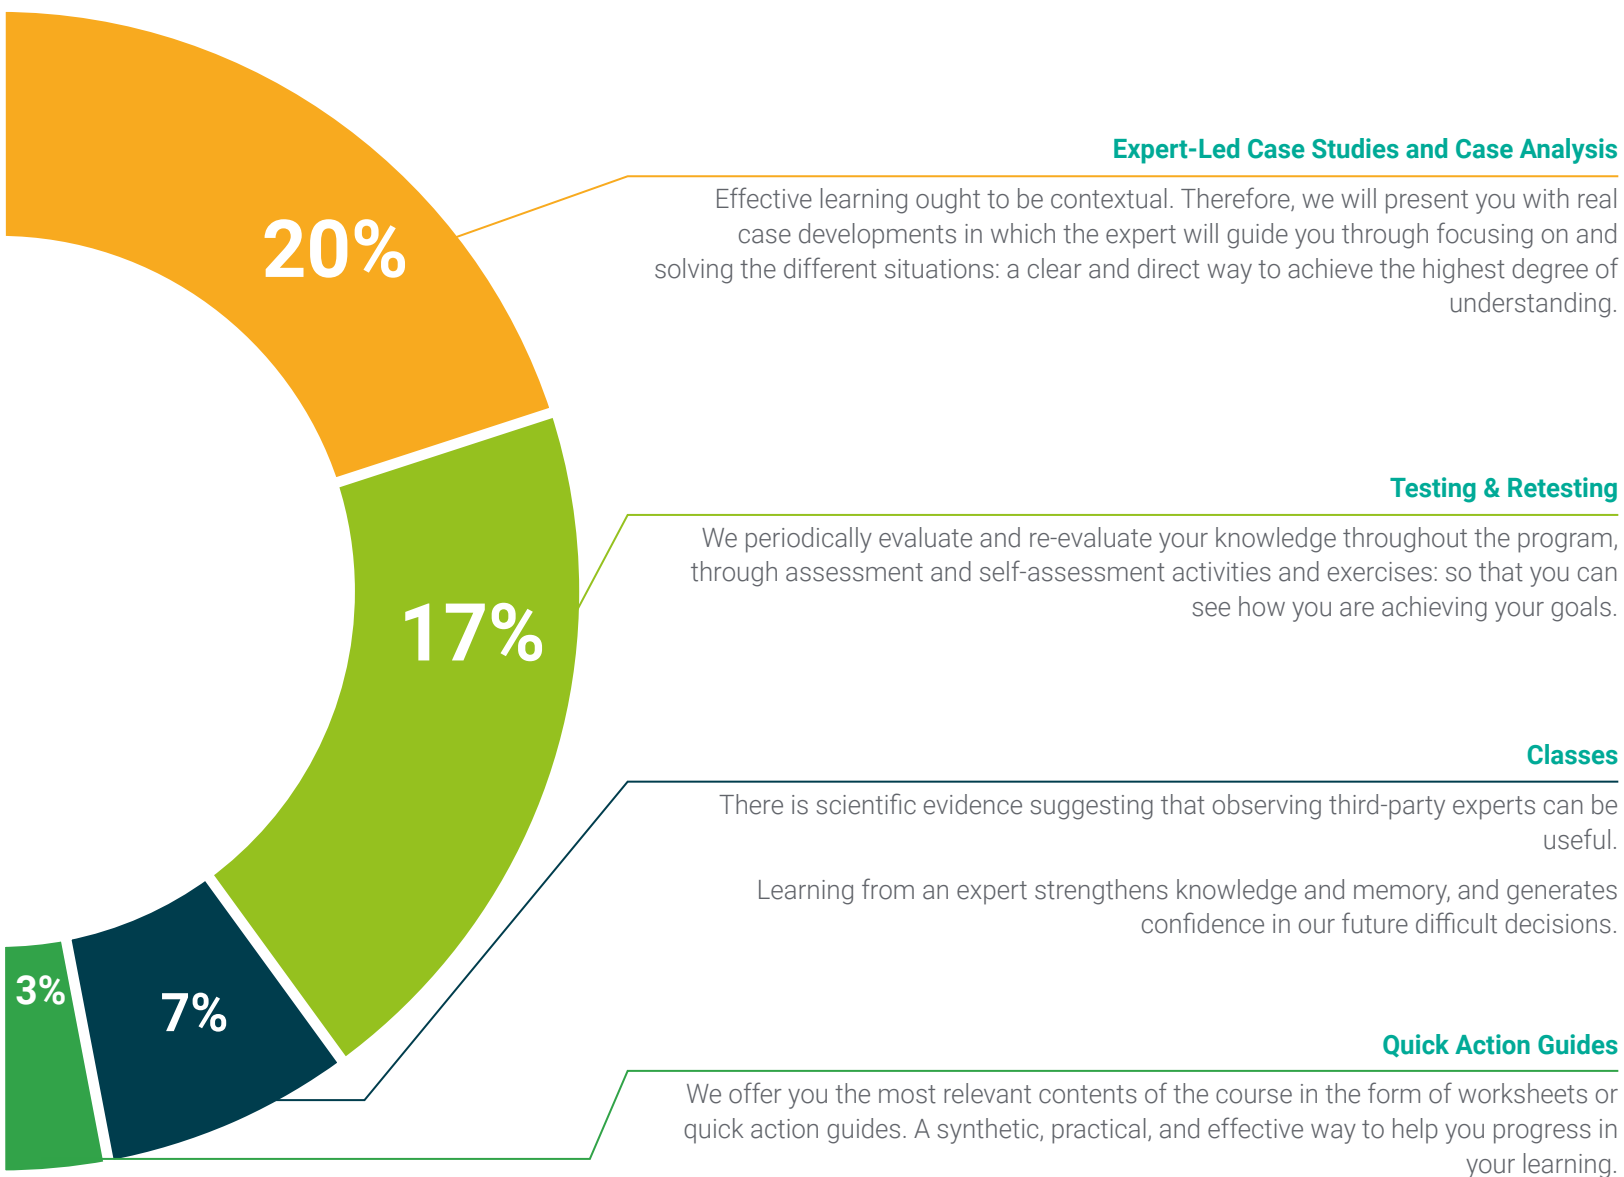 Expert-Led Case Studies and Case Analysis
Effective learning ought to be contextual. Therefore, we will present you with real
case developments in which the expert will guide you through focusing on and
solving the different situations: a clear and direct way to achieve the highest degree of
understanding.
20%
Testing & Retesting
We periodically evaluate and re-evaluate your knowledge throughout the program,
through assessment and self-assessment activities and exercises: so that you can
see how you are achieving your goals.
17%
Classes
There is scientific evidence suggesting that observing third-party experts can be
useful.
Learning from an expert strengthens knowledge and memory, and generates
confidence in our future difficult decisions.
7%
3%
Quick Action Guides
We offer you the most relevant contents of the course in the form of worksheets or
quick action guides. A synthetic, practical, and effective way to help you progress in
your learning.